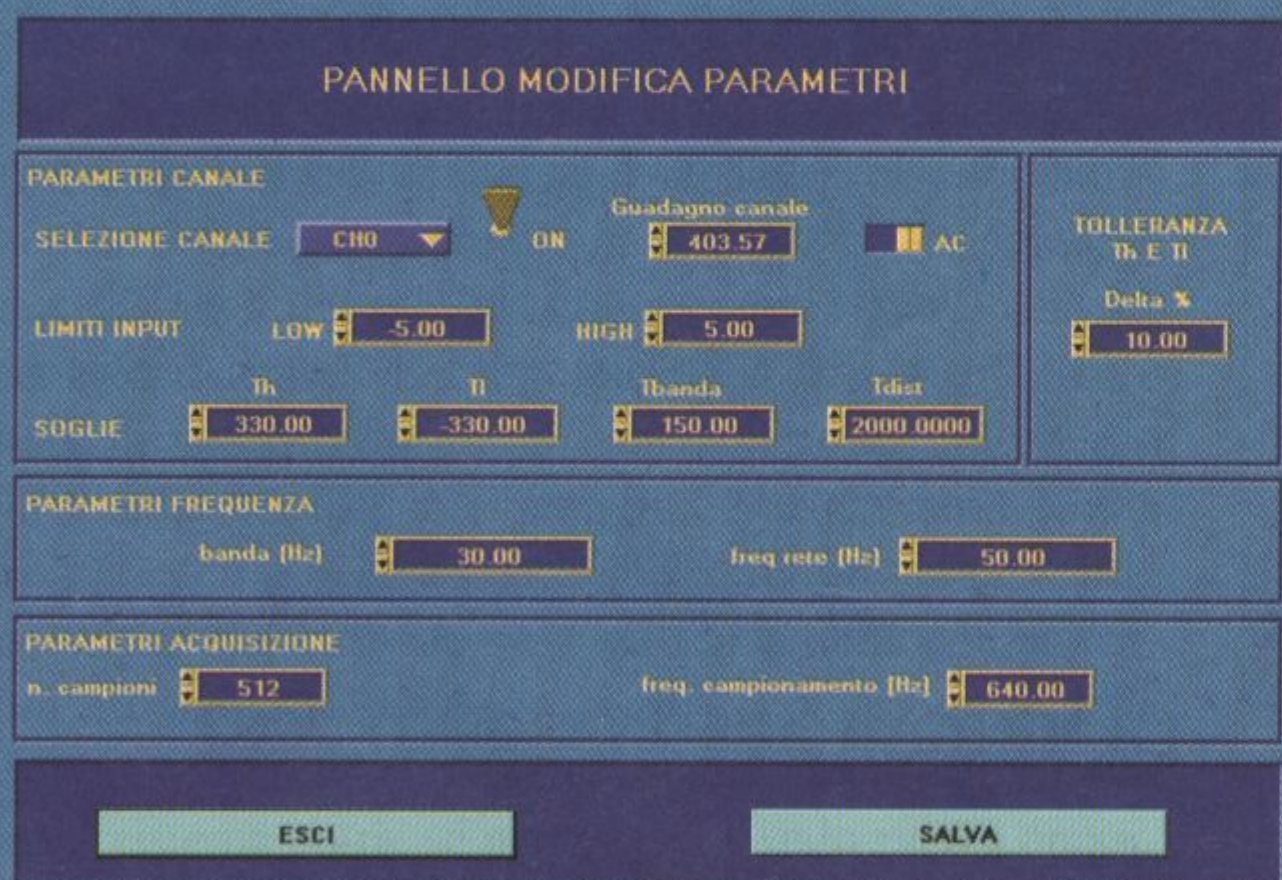 PANNELLO MODIFICA PARAMETRI
PARAMETRI CANALE
SELEZIONE CANALE CH0 ON Guadagno canale 403.57 AC
LIMITI INPUT LOW -5.00 HIGH 5.00
Th Tl Tbanda Tdist
SOGLIE 330.00 -330.00 150.00 2000.0000
TOLLERANZA
Th E Tl
Delta %
10.00
PARAMETRI FREQUENZA
banda [Hz] 30.00 freq rete [Hz] 50.00
PARAMETRI ACQUISIZIONE
n. campioni 512 freq. campionamento [Hz] 640.00
ESCI SALVA